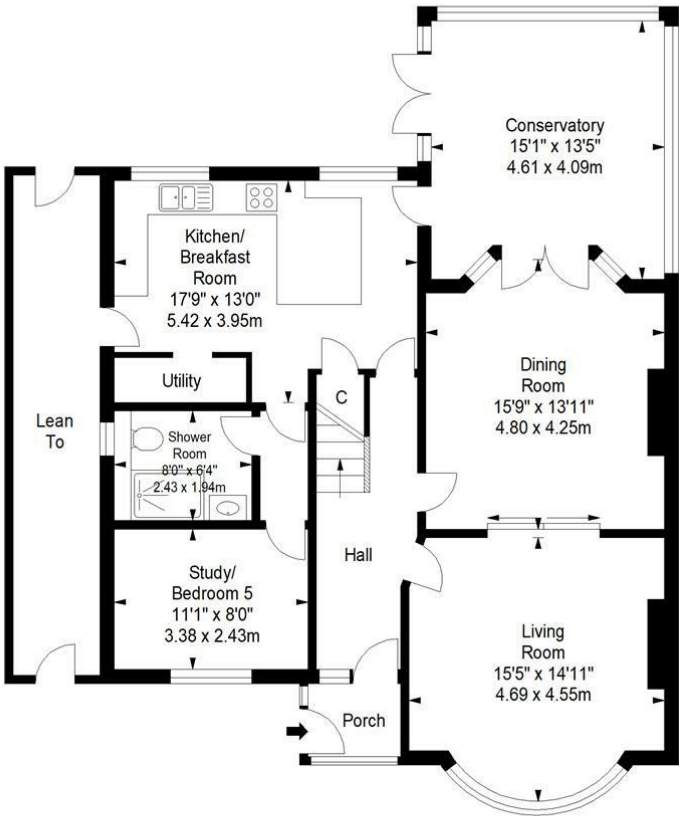 Conservatory
15'1" x 13'5"
4.61 x 4.09m
Kitchen/
Breakfast
Room
17'9" x 13'0"
5.42 x 3.95m
Utility
C
Dining
Room
15'9" x 13'11"
4.80 x 4.25m
Lean
To
Shower
Room
8'0" x 6'4"
2.43 x 1.94m
Hall
Study/
Bedroom 5
11'1" x 8'0"
3.38 x 2.43m
Living
Room
15'5" x 14'11"
4.69 x 4.55m
Porch